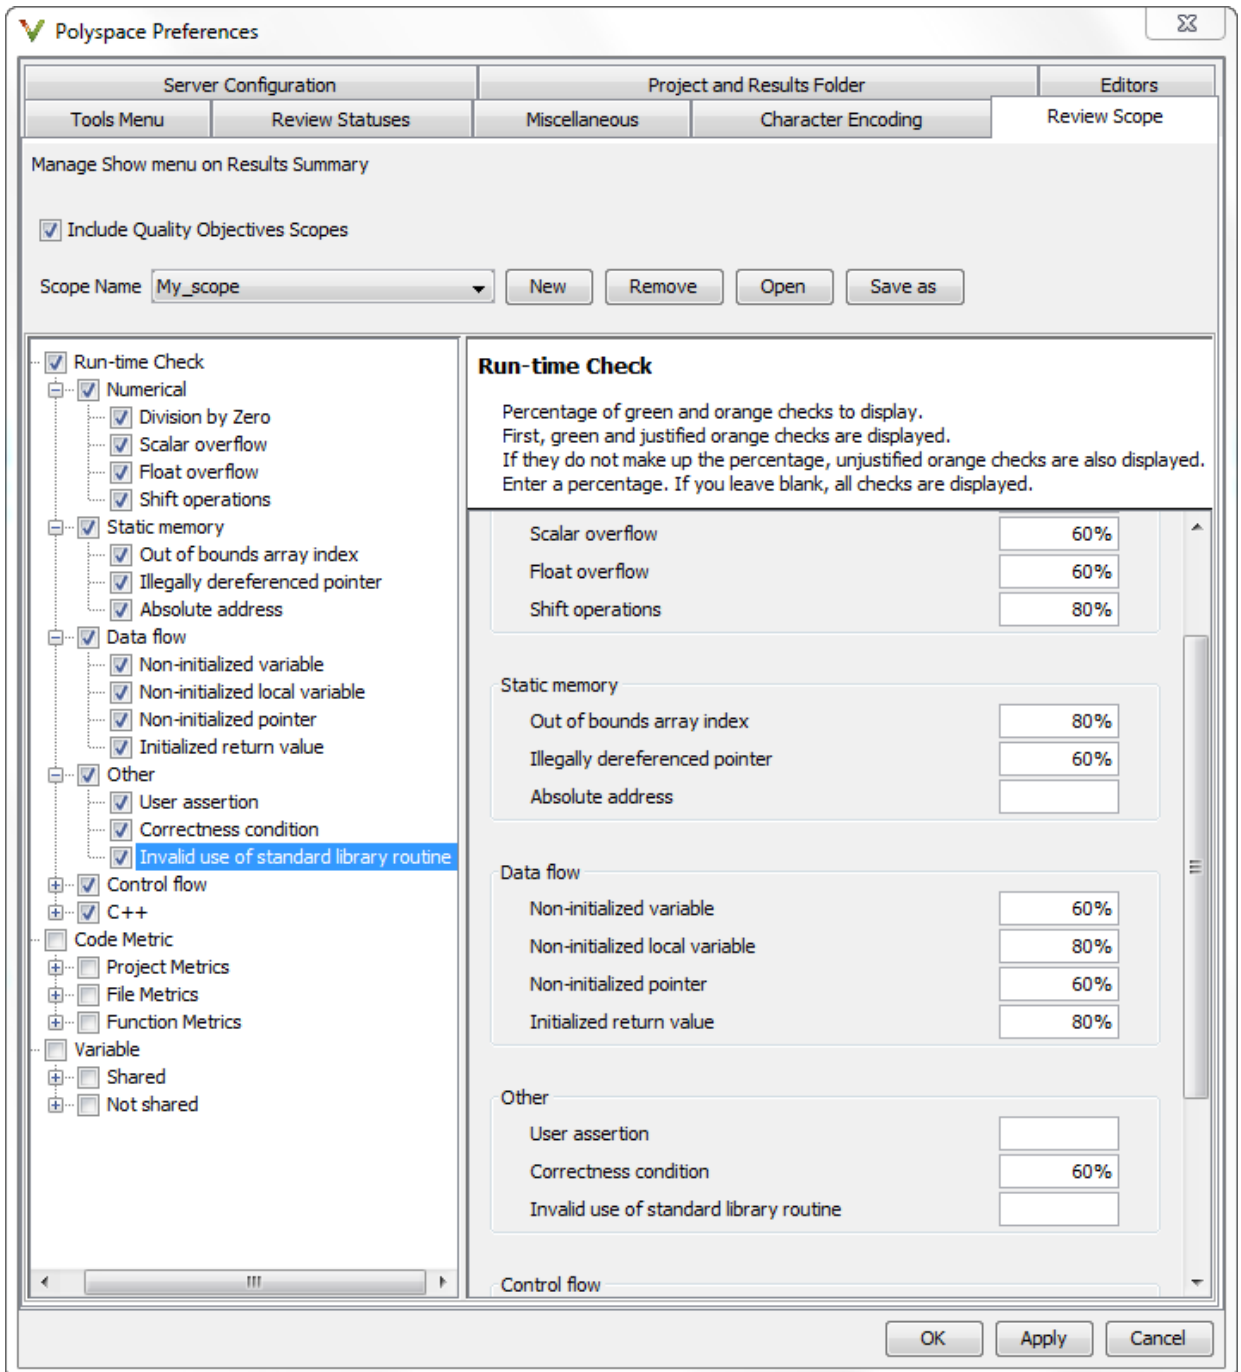 Polyspace Preferences
Server Configuration
Project and Results Folder
Editors
Tools Menu
Review Statuses
Miscellaneous
Character Encoding
Review Scope
Manage Show menu on Results Summary
Include Quality Objectives Scopes
Scope Name My_scope New Remove Open Save as
Run-time Check
Numerical
Division by Zero
Scalar overflow
Float overflow
Shift operations
Static memory
Out of bounds array index
Illegally dereferenced pointer
Absolute address
Data flow
Non-initialized variable
Non-initialized local variable
Non-initialized pointer
Initialized return value
Other
User assertion
Correctness condition
Invalid use of standard library routine
Control flow
C++
Code Metric
Project Metrics
File Metrics
Function Metrics
Variable
Shared
Not shared
Run-time Check
Percentage of green and orange checks to display.
First, green and justified orange checks are displayed.
If they do not make up the percentage, unjustified orange checks are also displayed.
Enter a percentage. If you leave blank, all checks are displayed.
Scalar overflow 60%
Float overflow 60%
Shift operations 80%
Static memory
Out of bounds array index 80%
Illegally dereferenced pointer 60%
Absolute address
Data flow
Non-initialized variable 60%
Non-initialized local variable 80%
Non-initialized pointer 60%
Initialized return value 80%
Other
User assertion
Correctness condition 60%
Invalid use of standard library routine
Control flow
OK Apply Cancel